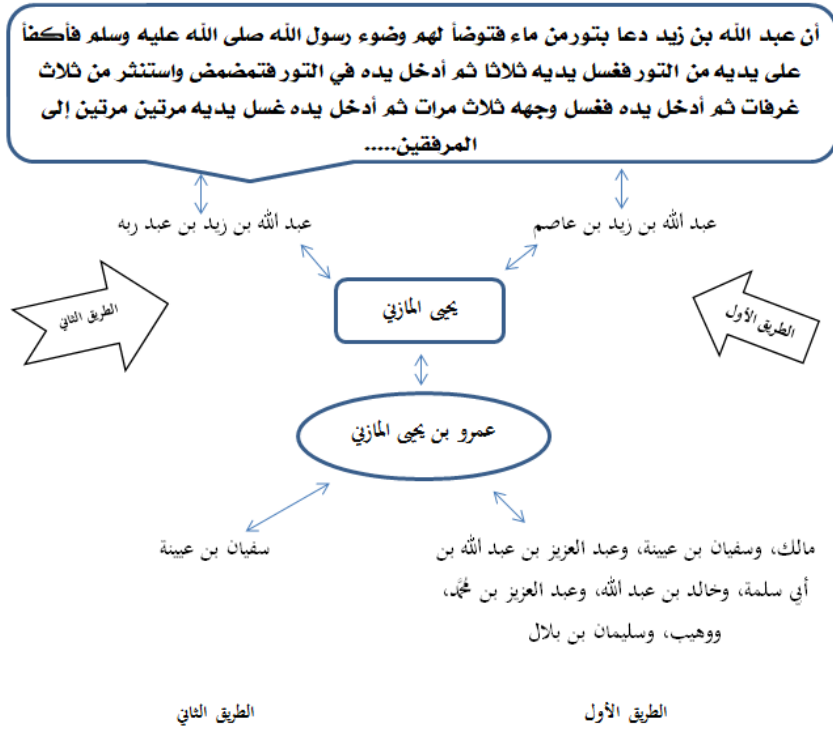 أن عبد الله بن زيد دعا بتور من ماء فتوضأ لهم وضوء رسول الله صلى الله عليه وسلم فأكفأ
على يديه من التور فغسل يديه ثلاثا ثم أدخل يده في التور فتمضمض واستنثر من ثلاث
غرفات ثم أدخل يده فغسل وجهه ثلاث مرات ثم أدخل يده غسل يديه مرتين مرتين إلى
المرفقين.....
عبد الله بن زيد بن عاصم
عبد الله بن زيد بن عبد ربه
الطريق الأول
يحيى المازني
الطريق الثاني
عمرو بن يحيى المازني
مالك، وسفيان بن عيينة، وعبد العزيز بن عبد الله بن
أبي سلمة، وخالد بن عبد الله، وعبد العزيز بن محمَّد،
ووهيب، وسليمان بن بلال
سفيان بن عيينة
الطريق الأول
الطريق الثاني